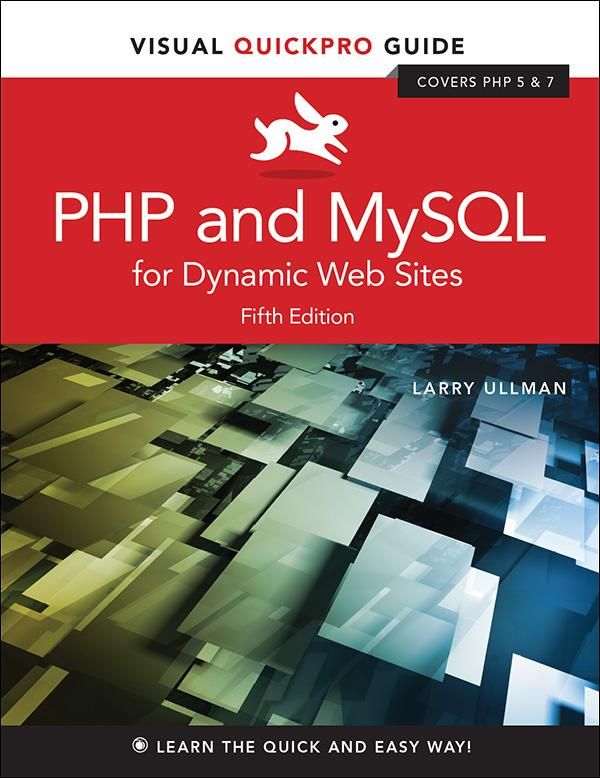 VISUAL QUICKPRO GUIDE
COVERS PHP 5 & 7
PHP and MySQL
for Dynamic Web Sites
Fifth Edition
LARRY ULLMAN
LEARN THE QUICK AND EASY WAY!